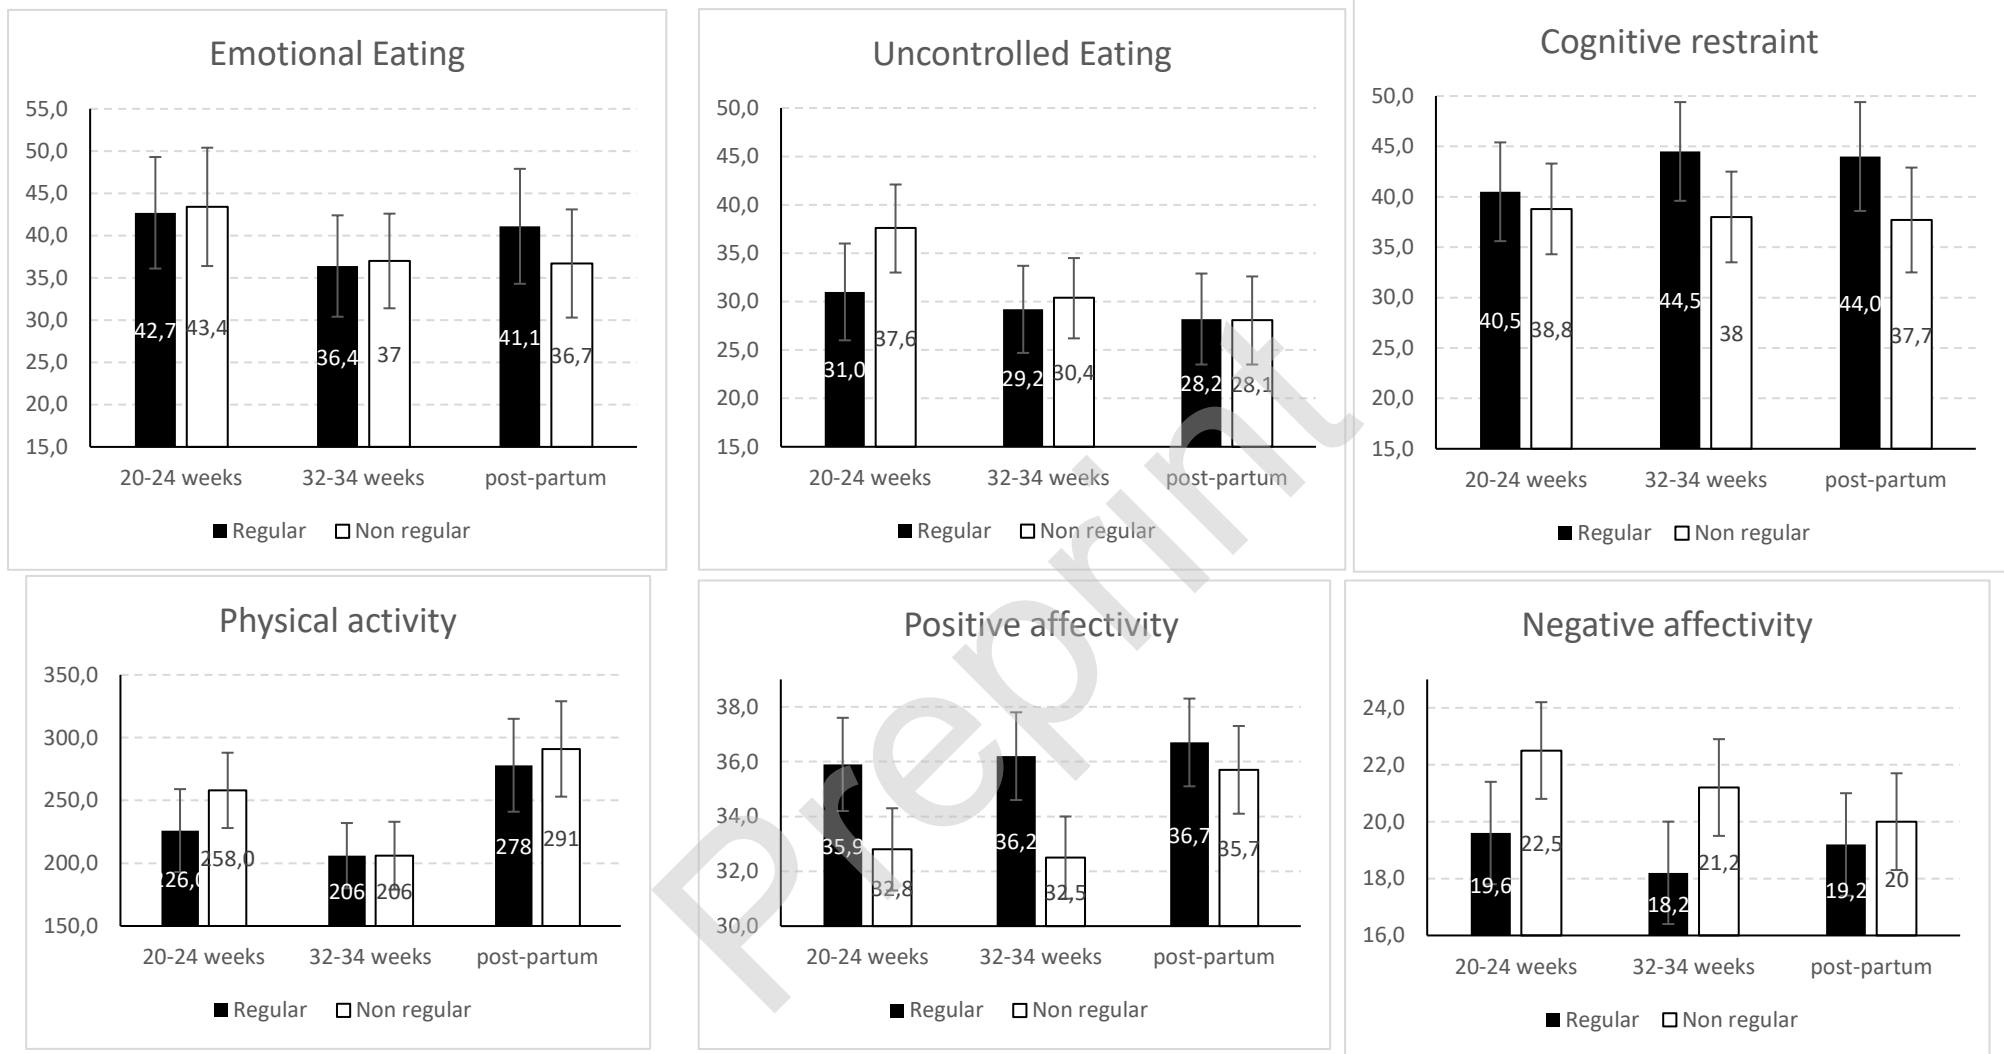 Emotional Eating
55,0
50,0
45,0
40,0
35,0
30,0
25,0
20,0
15,0
42,7
43,4
36,4
37
41,1
36,7
20-24 weeks
32-34 weeks
post-partum
Regular
Non regular
Uncontrolled Eating
50,0
45,0
40,0
35,0
30,0
25,0
20,0
15,0
31,0
37,6
29,2
30,4
28,2
28,1
20-24 weeks
32-34 weeks
post-partum
Regular
Non regular
Cognitive restraint
50,0
45,0
40,0
35,0
30,0
25,0
20,0
15,0
40,5
38,8
44,5
38
44,0
37,7
20-24 weeks
32-34 weeks
post-partum
Regular
Non regular
Physical activity
350,0
300,0
250,0
200,0
150,0
226,0
258,0
206
206
278
291
20-24 weeks
32-34 weeks
post-partum
Regular
Non regular
Positive affectivity
38,0
36,0
34,0
32,0
30,0
35,9
32,8
36,2
32,5
36,7
35,7
20-24 weeks
32-34 weeks
post-partum
Regular
Non regular
Negative affectivity
24,0
22,0
20,0
18,0
16,0
19,6
22,5
18,2
21,2
19,2
20
20-24 weeks
32-34 weeks
post-partum
Regular
Non regular
Preprint